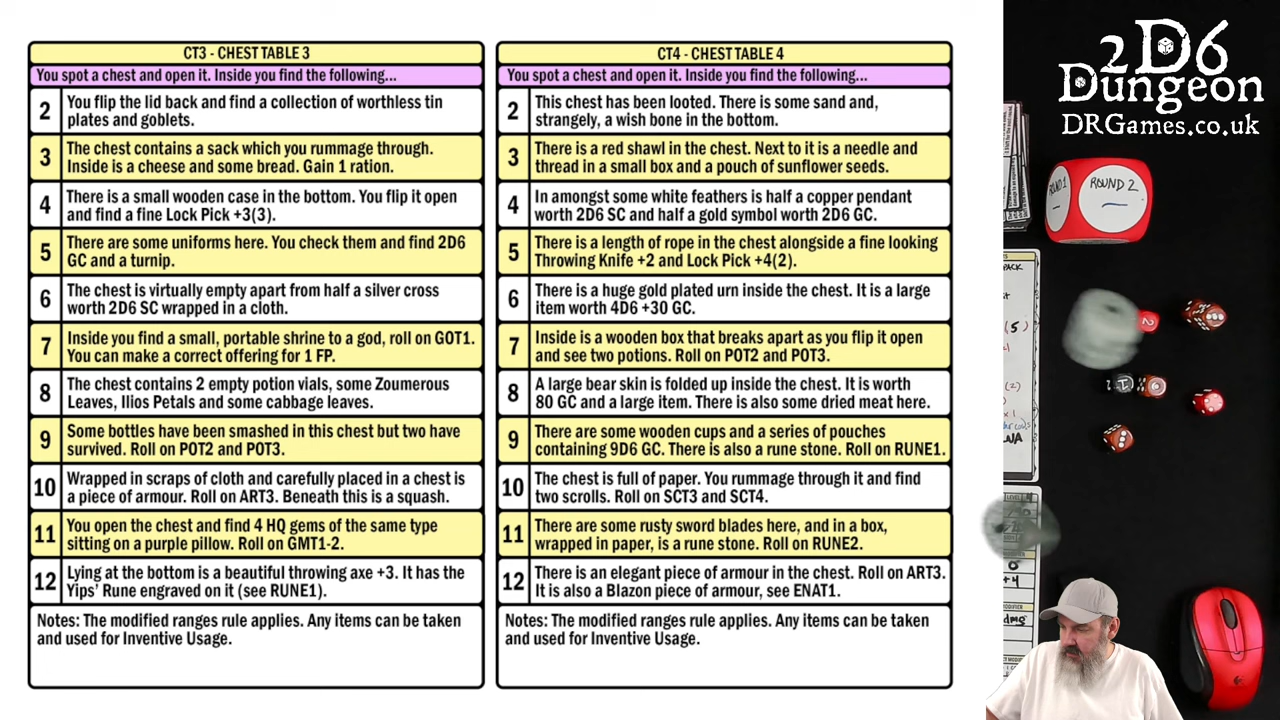 CT3 - CHEST TABLE 3
You spot a chest and open it. Inside you find the following...
2
You flip the lid back and find a collection of worthless tin
plates and goblets.
3
The chest contains a sack which you rummage through.
Inside is a cheese and some bread. Gain 1 ration.
4
There is a small wooden case in the bottom. You flip it open
and find a fine Lock Pick +3(3).
5
There are some uniforms here. You check them and find 2D6
GC and a turnip.
6
The chest is virtually empty apart from half a silver cross
worth 2D6 SC wrapped in a cloth.
7
Inside you find a small, portable shrine to a god, roll on GOT1.
You can make a correct offering for 1 FP.
8
The chest contains 2 empty potion vials, some Zoumerous
Leaves, Ilios Petals and some cabbage leaves.
9
Some bottles have been smashed in this chest but two have
survived. Roll on POT2 and POT3.
10
Wrapped in scraps of cloth and carefully placed in a chest is
a piece of armour. Roll on ART3. Beneath this is a squash.
11
You open the chest and find 4 HQ gems of the same type
sitting on a purple pillow. Roll on GMT1-2.
12
Lying at the bottom is a beautiful throwing axe +3. It has the
Yips' Rune engraved on it (see RUNE1).
Notes: The modified ranges rule applies. Any items can be taken
and used for Inventive Usage.
CT4 - CHEST TABLE 4
You spot a chest and open it. Inside you find the following...
2
This chest has been looted. There is some sand and,
strangely, a wish bone in the bottom.
3
There is a red shawl in the chest. Next to it is a needle and
thread in a small box and a pouch of sunflower seeds.
4
In amongst some white feathers is half a copper pendant
worth 2D6 SC and half a gold symbol worth 2D6 GC.
5
There is a length of rope in the chest alongside a fine looking
Throwing Knife +2 and Lock Pick +4(2).
6
There is a huge gold plated urn inside the chest. It is a large
item worth 4D6 +30 GC.
7
Inside is a wooden box that breaks apart as you flip it open
and see two potions. Roll on POT2 and POT3.
8
A large bear skin is folded up inside the chest. It is worth
80 GC and a large item. There is also some dried meat here.
9
There are some wooden cups and a series of pouches
containing 9D6 GC. There is also a rune stone. Roll on RUNE1.
10
The chest is full of paper. You rummage through it and find
two scrolls. Roll on SCT3 and SCT4.
11
There are some rusty sword blades here, and in a box,
wrapped in paper, is a rune stone. Roll on RUNE2.
12
There is an elegant piece of armour in the chest. Roll on ART3.
It is also a Blazon piece of armour, see ENAT1.
Notes: The modified ranges rule applies. Any items can be taken
and used for Inventive Usage.
2D6
Dungeon
DRGames.co.uk
ROUND 1
ROUND 2
PACK
(2)
+4